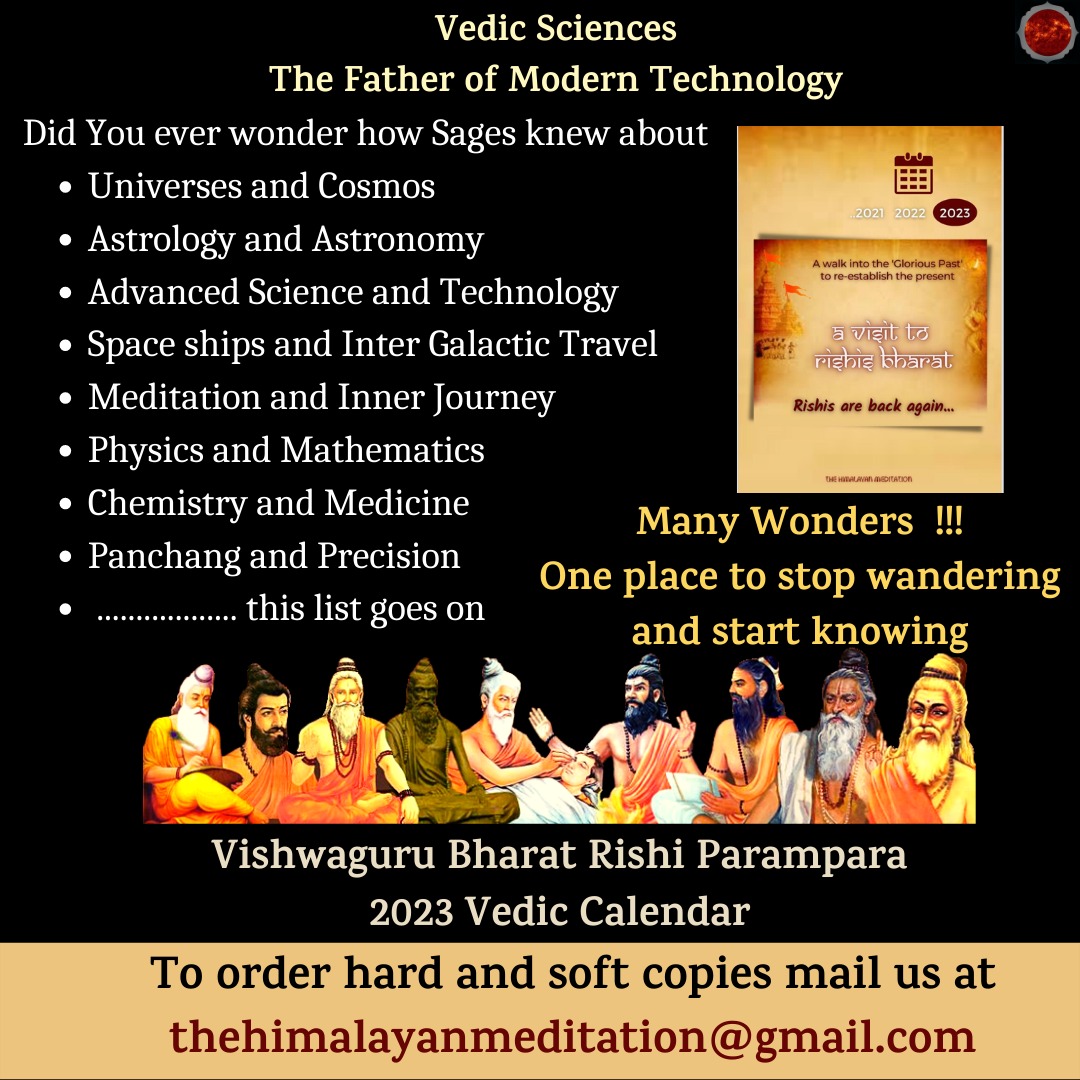 Vedic Sciences
The Father of Modern Technology
Did You ever wonder how Sages knew about
• Universes and Cosmos
• Astrology and Astronomy
• Advanced Science and Technology
• Space ships and Inter Galactic Travel
• Meditation and Inner Journey
• Physics and Mathematics
• Chemistry and Medicine
• Panchang and Precision
• .................. this list goes on
..2021 2022 2023
A walk into the 'Glorious Past'
to re-establish the present
a visit to
rishis bharat
Rishis are back again...
THE HIMALAYAN MEDITATION
Many Wonders !!!
One place to stop wandering
and start knowing
Vishwaguru Bharat Rishi Parampara
2023 Vedic Calendar
To order hard and soft copies mail us at
thehimalayanmeditation@gmail.com